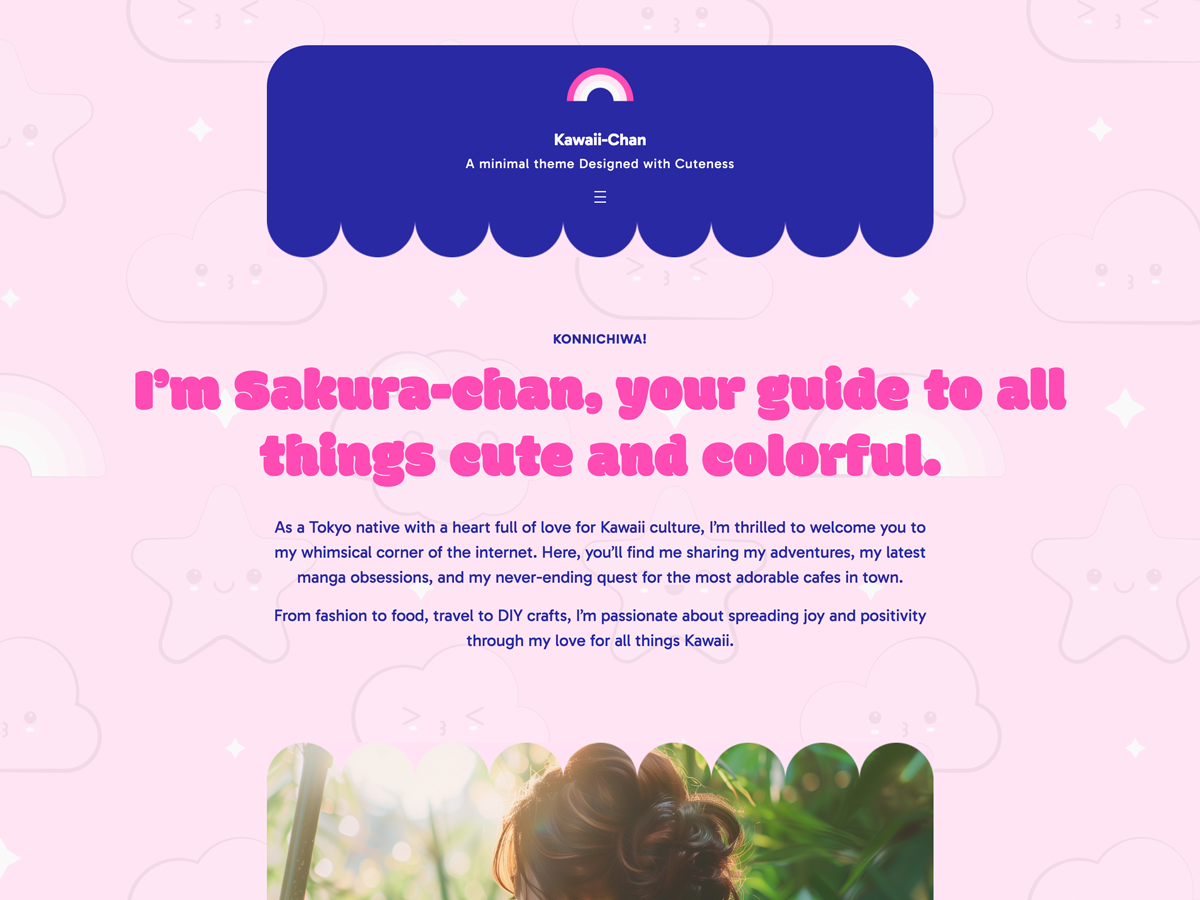 Kawaii-Chan
A minimal theme Designed with Cuteness
KONNICHIWA!
I’m Sakura-chan, your guide to all
things cute and colorful.
As a Tokyo native with a heart full of love for Kawaii culture, I’m thrilled to welcome you to
my whimsical corner of the internet. Here, you’ll find me sharing my adventures, my latest
manga obsessions, and my never-ending quest for the most adorable cafes in town.
From fashion to food, travel to DIY crafts, I’m passionate about spreading joy and positivity
through my love for all things Kawaii.